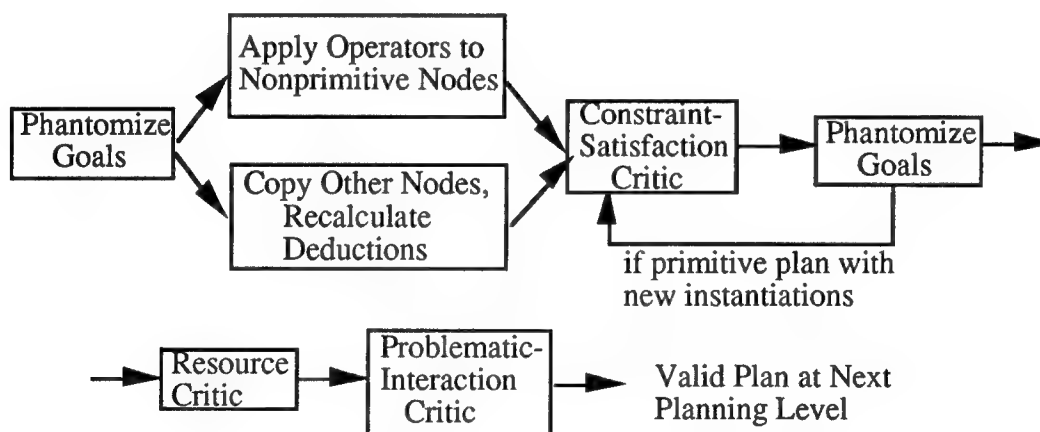 Phantomize
Goals
Apply Operators to
Nonprimitive Nodes
Copy Other Nodes,
Recalculate
Deductions
Constraint-
Satisfaction
Critic
Phantomize
Goals
if primitive plan with
new instantiations
Resource
Critic
Problematic-
Interaction
Critic
Valid Plan at Next
Planning Level